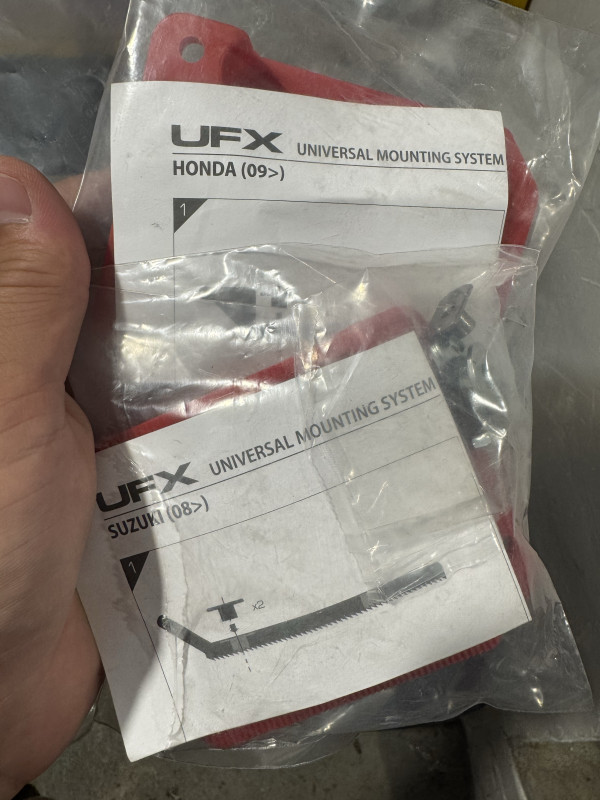 UFX UNIVERSAL MOUNTING SYSTEM
HONDA (09>)
1
UFX UNIVERSAL MOUNTING SYSTEM
SUZUKI (08>)
1
x2